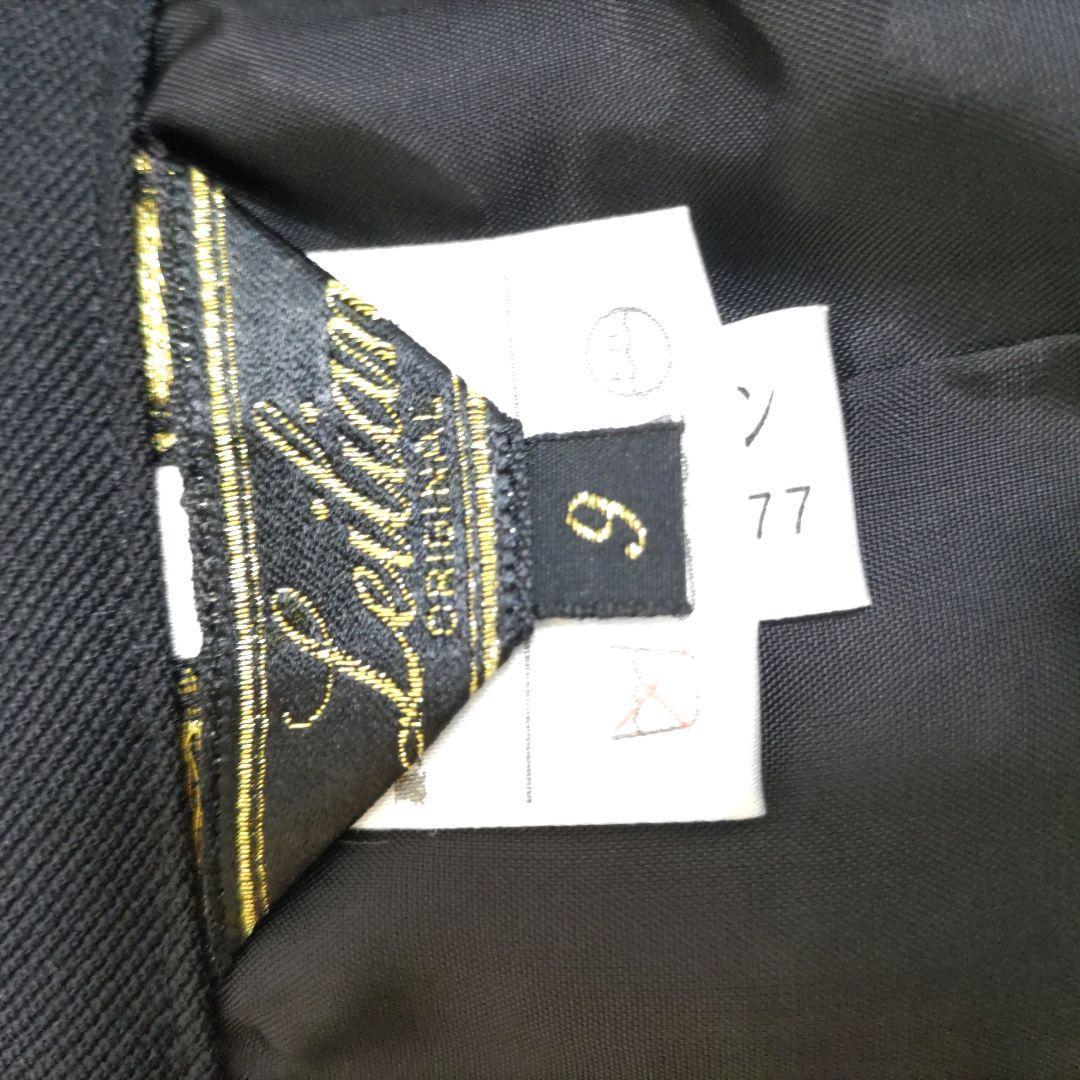 Leilian
ORIGINAL
9
ン
77